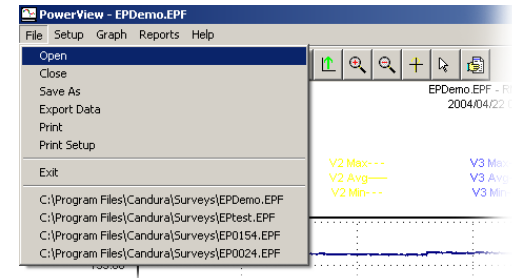 PowerView - EPDemo.EPF
File Setup Graph Reports Help
Open
Close
Save As
Export Data
Print
Print Setup
Exit
C:\Program Files\Candura\Surveys\EPDemo.EPF
C:\Program Files\Candura\Surveys\EPtest.EPF
C:\Program Files\Candura\Surveys\EP0154.EPF
C:\Program Files\Candura\Surveys\EP0024.EPF
EPDemo.EPF -
2004/04/22
V2 Max--- V3 Max
V2 Avg—— V3 Avg
V2 Min--- V3 Min